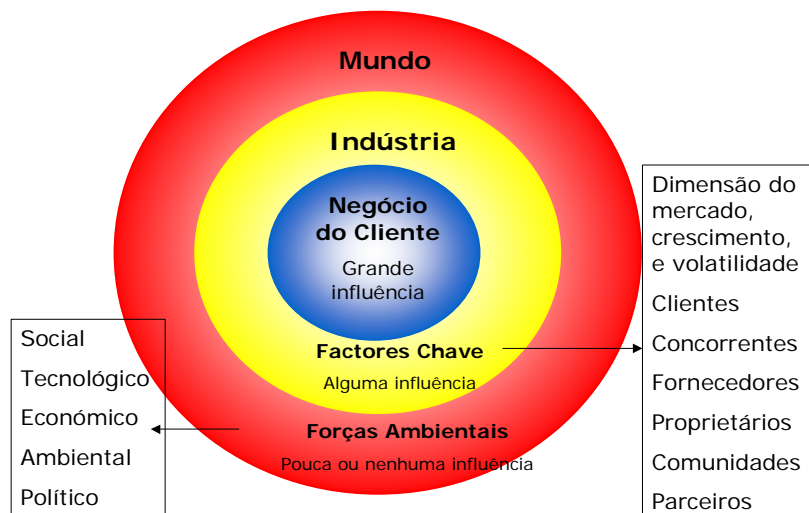 Mundo
Indústria
Negócio
do Cliente
Grande
influência
Factores Chave
Alguma influência
Forças Ambientais
Pouca ou nenhuma influência
Social
Tecnológico
Económico
Ambiental
Político
Dimensão do
mercado,
crescimento,
e volatilidade
Clientes
Concorrentes
Fornecedores
Proprietários
Comunidades
Parceiros